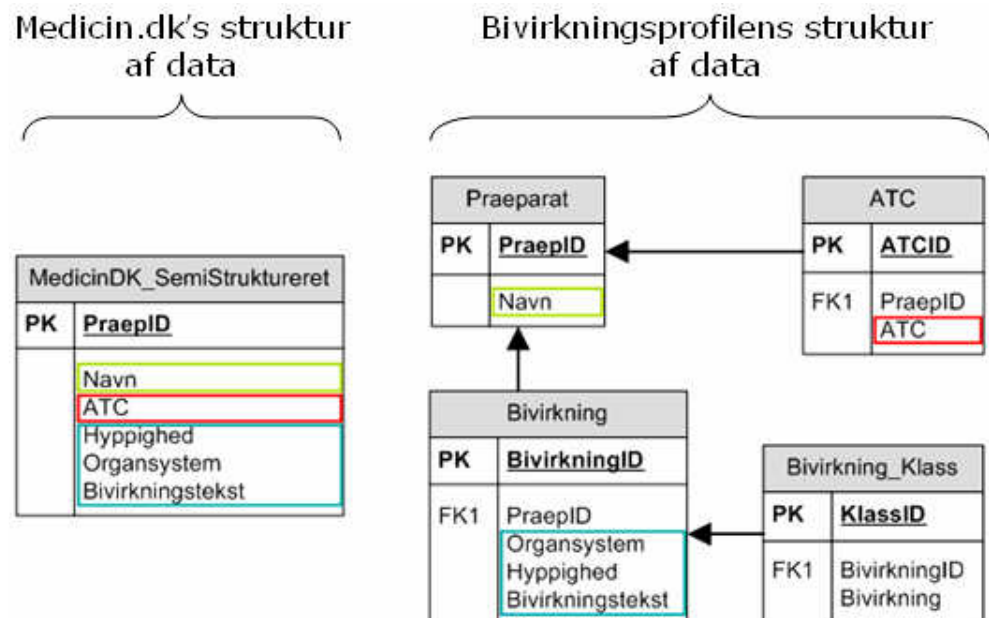 Medicin.dk's struktur
af data
Bivirkningsprofilens struktur
af data
MedicinDK_SemiStruktureret
PK PraepID
Navn
ATC
Hyppighed
Organsystem
Bivirkningstekst
Praeparat
PK PraepID
Navn
ATC
PK ATCID
FK1 PraepID
ATC
Bivirkning
PK BivirkningID
FK1 PraepID
Organsystem
Hyppighed
Bivirkningstekst
Bivirkning_Klass
PK KlassID
FK1 BivirkningID
Bivirkning